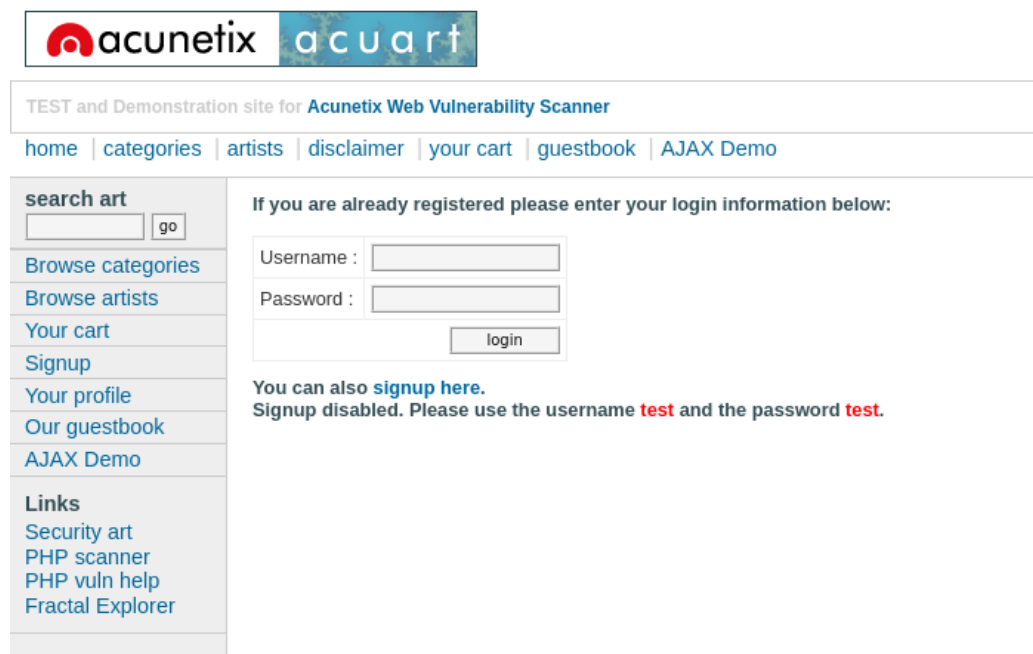 acunetix acuart
TEST and Demonstration site for Acunetix Web Vulnerability Scanner
home | categories | artists | disclaimer | your cart | guestbook | AJAX Demo
search art
go
Browse categories
Browse artists
Your cart
Signup
Your profile
Our guestbook
AJAX Demo
Links
Security art
PHP scanner
PHP vuln help
Fractal Explorer
If you are already registered please enter your login information below:
Username :
Password :
login
You can also signup here.
Signup disabled. Please use the username test and the password test.